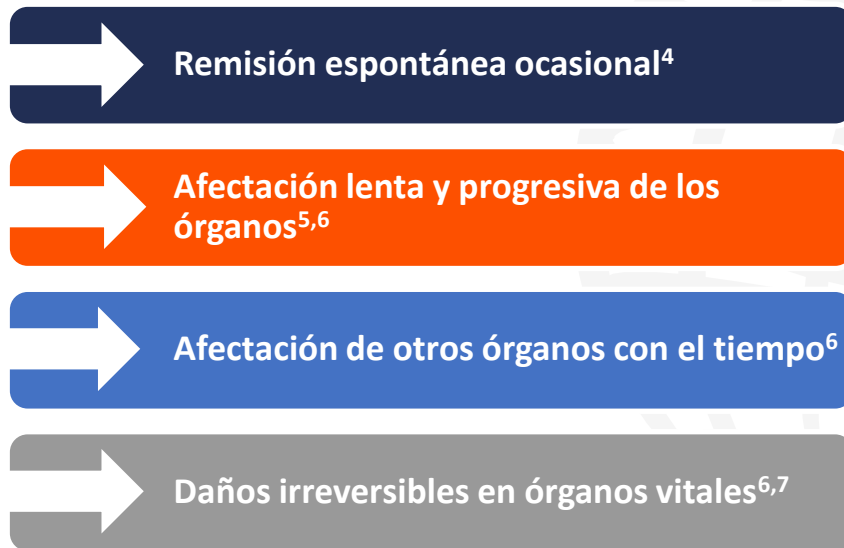 Remisión espontánea ocasional⁴
Afectación lenta y progresiva de los
órganos⁵,⁶
Afectación de otros órganos con el tiempo⁶
Daños irreversibles en órganos vitales⁶,⁷